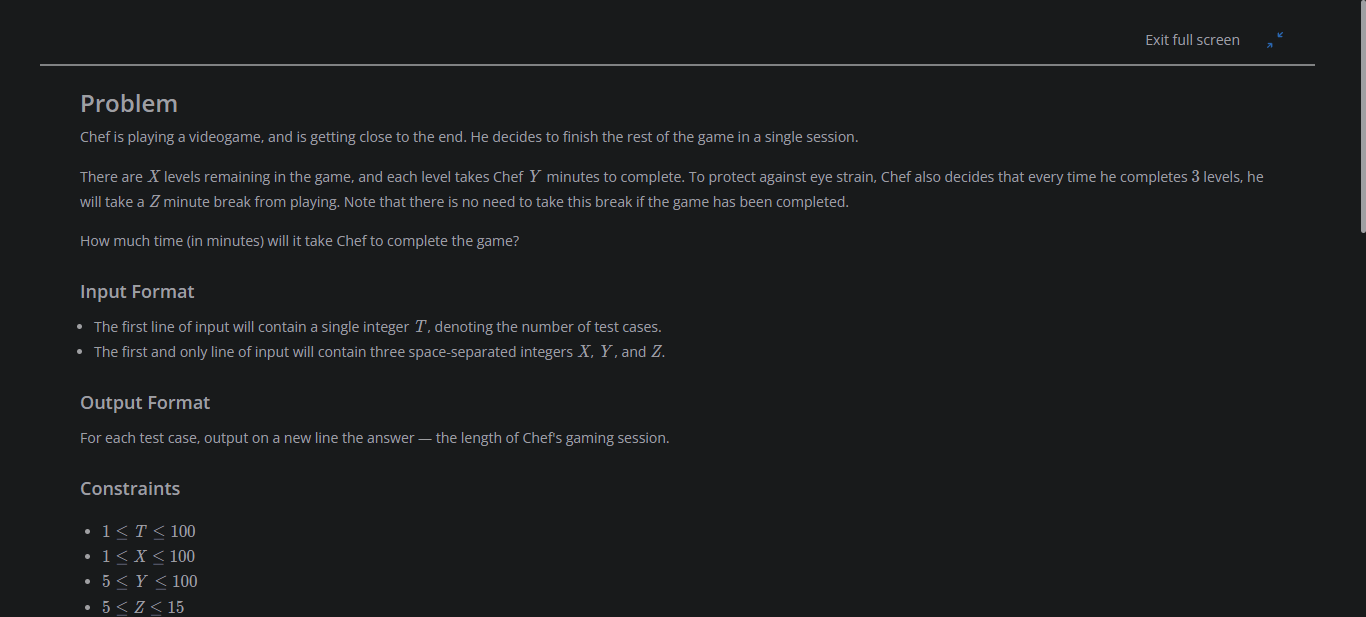 Exit full screen
Problem
Chef is playing a videogame, and is getting close to the end. He decides to finish the rest of the game in a single session.
There are X levels remaining in the game, and each level takes Chef Y minutes to complete. To protect against eye strain, Chef also decides that every time he completes 3 levels, he
will take a Z minute break from playing. Note that there is no need to take this break if the game has been completed.
How much time (in minutes) will it take Chef to complete the game?
Input Format
• The first line of input will contain a single integer T, denoting the number of test cases.
• The first and only line of input will contain three space-separated integers X, Y, and Z.
Output Format
For each test case, output on a new line the answer — the length of Chef's gaming session.
Constraints
• 1 ≤ T ≤ 100
• 1 ≤ X ≤ 100
• 5 ≤ Y ≤ 100
• 5 ≤ Z ≤ 15